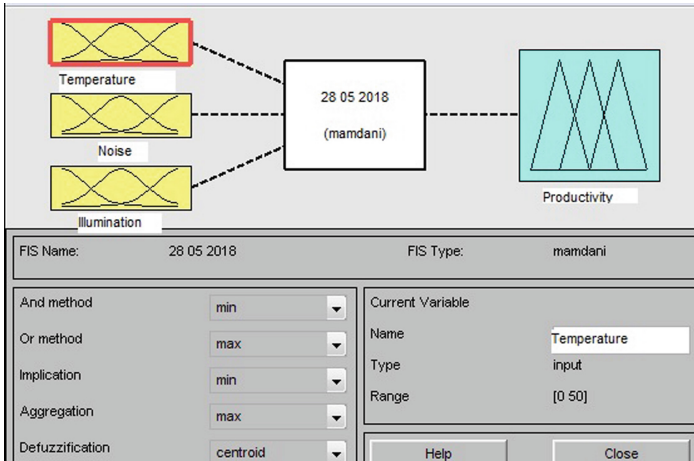 Temperature
Noise
Illumination
28 05 2018
(mamdani)
Productivity
FIS Name: 28 05 2018 FIS Type: mamdani
And method min
Or method max
Implication min
Aggregation max
Defuzzification centroid
Current Variable
Name Temperature
Type input
Range [0 50]
Help Close